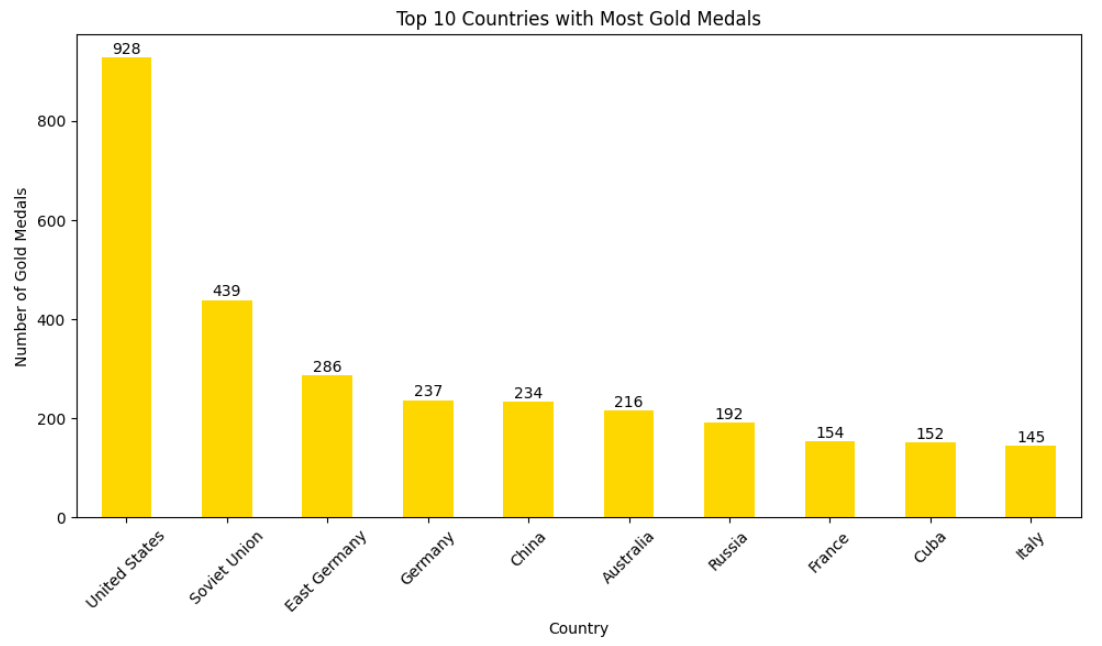 Top 10 Countries with Most Gold Medals
Number of Gold Medals
800
600
400
200
0
928
439
286
237
234
216
192
154
152
145
United States
Soviet Union
East Germany
Germany
China
Australia
Russia
France
Cuba
Italy
Country